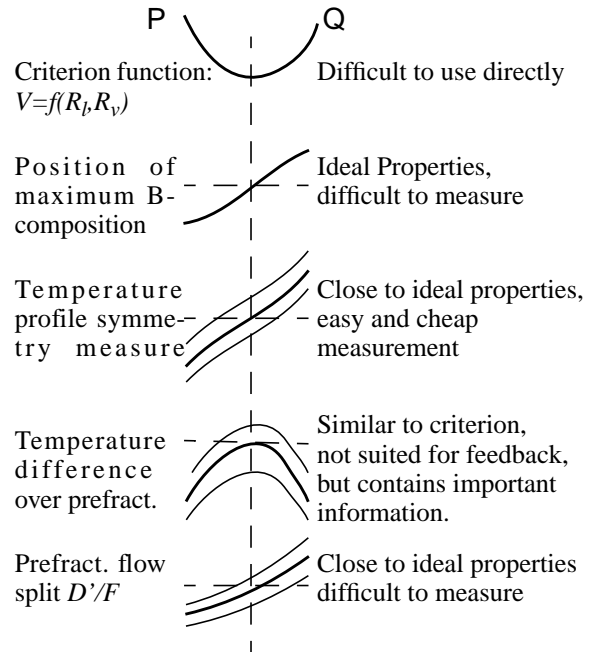 P
Q
Criterion function:
V=f(Rl,Rv)
Difficult to use directly
Position of
maximum B-
composition
Ideal Properties,
difficult to measure
Temperature
profile symme-
try measure
Close to ideal properties,
easy and cheap
measurement
Temperature
difference
over prefract.
Similar to criterion,
not suited for feedback,
but contains important
information.
Prefract. flow
split D’/F
Close to ideal properties
difficult to measure